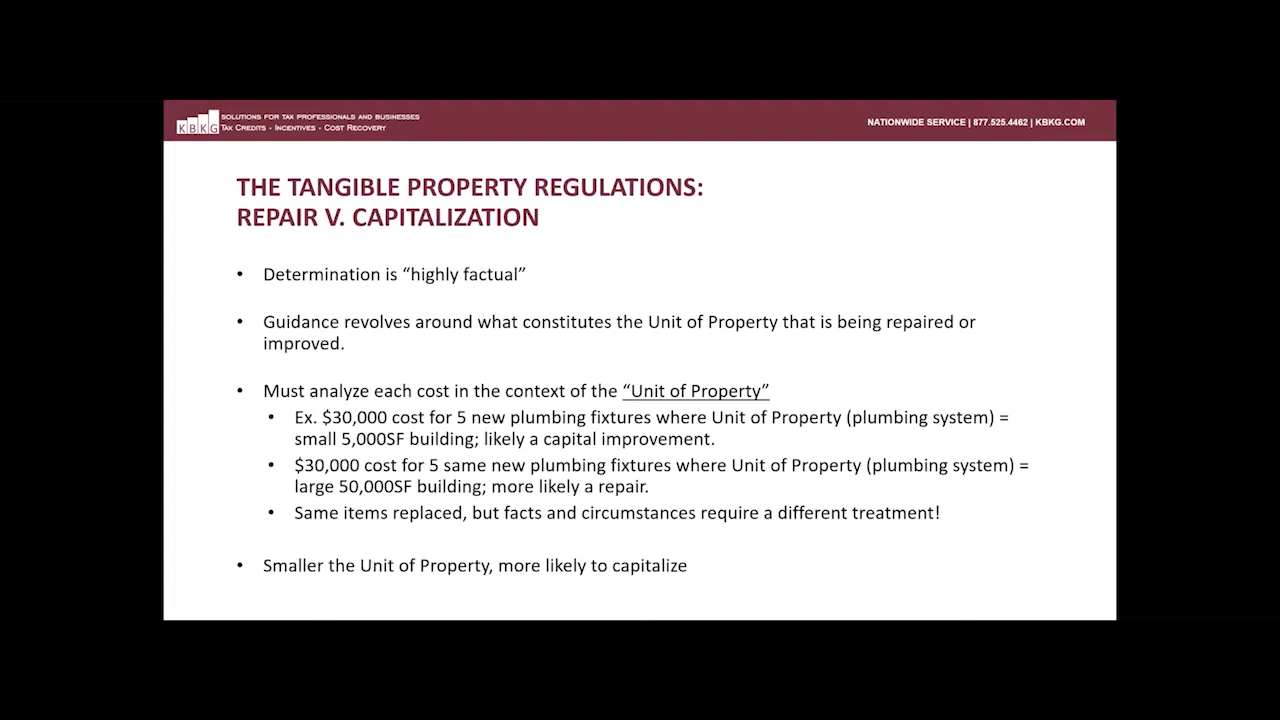 KBKG
SOLUTIONS FOR TAX PROFESSIONALS AND BUSINESSES
TAX CREDITS - INCENTIVES - COST RECOVERY
NATIONWIDE SERVICE | 877.525.4462 | KBKG.COM
THE TANGIBLE PROPERTY REGULATIONS:
REPAIR V. CAPITALIZATION
• Determination is “highly factual”
• Guidance revolves around what constitutes the Unit of Property that is being repaired or
improved.
• Must analyze each cost in the context of the “Unit of Property”
• Ex. $30,000 cost for 5 new plumbing fixtures where Unit of Property (plumbing system) =
small 5,000SF building; likely a capital improvement.
• $30,000 cost for 5 same new plumbing fixtures where Unit of Property (plumbing system) =
large 50,000SF building; more likely a repair.
• Same items replaced, but facts and circumstances require a different treatment!
• Smaller the Unit of Property, more likely to capitalize